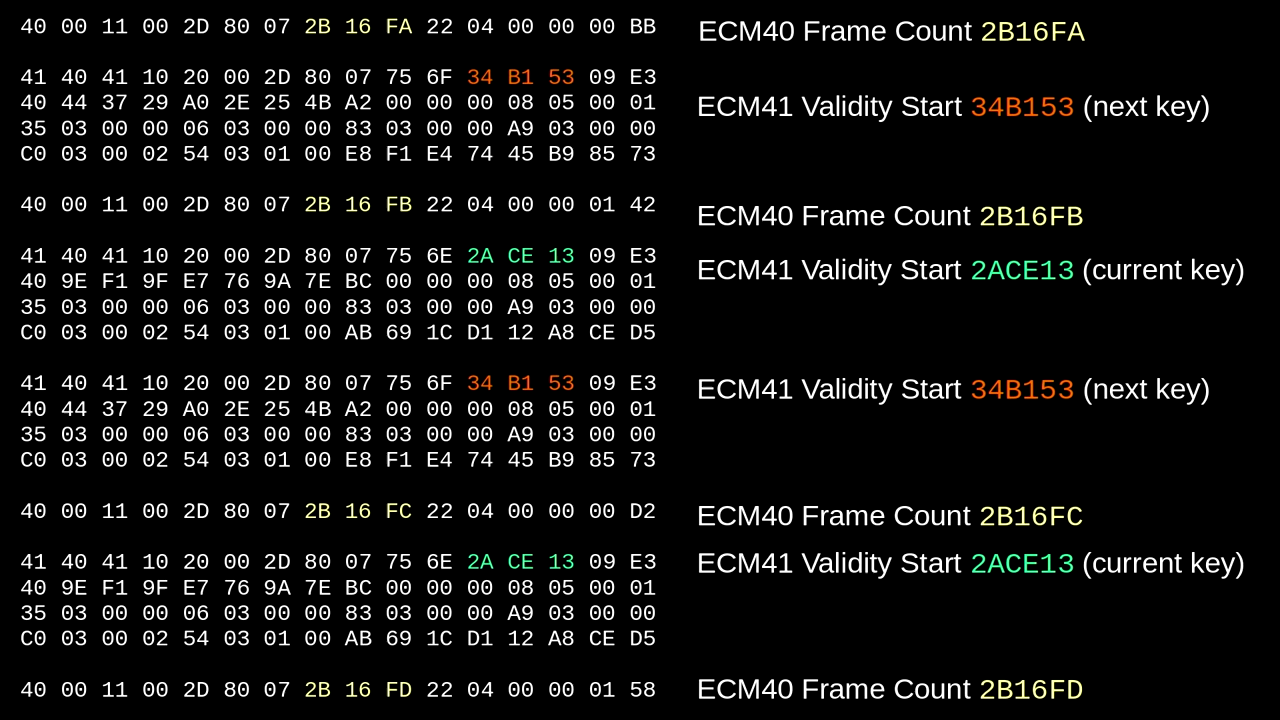 40 00 11 00 2D 80 07 2B 16 FA 22 04 00 00 00 BB
ECM40 Frame Count 2B16FA
41 40 41 10 20 00 2D 80 07 75 6F 34 B1 53 09 E3
40 44 37 29 A0 2E 25 4B A2 00 00 00 08 05 00 01
ECM41 Validity Start 34B153 (next key)
35 03 00 00 06 03 00 00 83 03 00 00 A9 03 00 00
C0 03 00 02 54 03 01 00 E8 F1 E4 74 45 B9 85 73
40 00 11 00 2D 80 07 2B 16 FB 22 04 00 00 01 42
ECM40 Frame Count 2B16FB
41 40 41 10 20 00 2D 80 07 75 6E 2A CE 13 09 E3
ECM41 Validity Start 2ACE13 (current key)
40 9E F1 9F E7 76 9A 7E BC 00 00 00 08 05 00 01
35 03 00 00 06 03 00 00 83 03 00 00 A9 03 00 00
C0 03 00 02 54 03 01 00 AB 69 1C D1 12 A8 CE D5
41 40 41 10 20 00 2D 80 07 75 6F 34 B1 53 09 E3
ECM41 Validity Start 34B153 (next key)
40 44 37 29 A0 2E 25 4B A2 00 00 00 08 05 00 01
35 03 00 00 06 03 00 00 83 03 00 00 A9 03 00 00
C0 03 00 02 54 03 01 00 E8 F1 E4 74 45 B9 85 73
40 00 11 00 2D 80 07 2B 16 FC 22 04 00 00 00 D2
ECM40 Frame Count 2B16FC
41 40 41 10 20 00 2D 80 07 75 6E 2A CE 13 09 E3
ECM41 Validity Start 2ACE13 (current key)
40 9E F1 9F E7 76 9A 7E BC 00 00 00 08 05 00 01
35 03 00 00 06 03 00 00 83 03 00 00 A9 03 00 00
C0 03 00 02 54 03 01 00 AB 69 1C D1 12 A8 CE D5
40 00 11 00 2D 80 07 2B 16 FD 22 04 00 00 01 58
ECM40 Frame Count 2B16FD